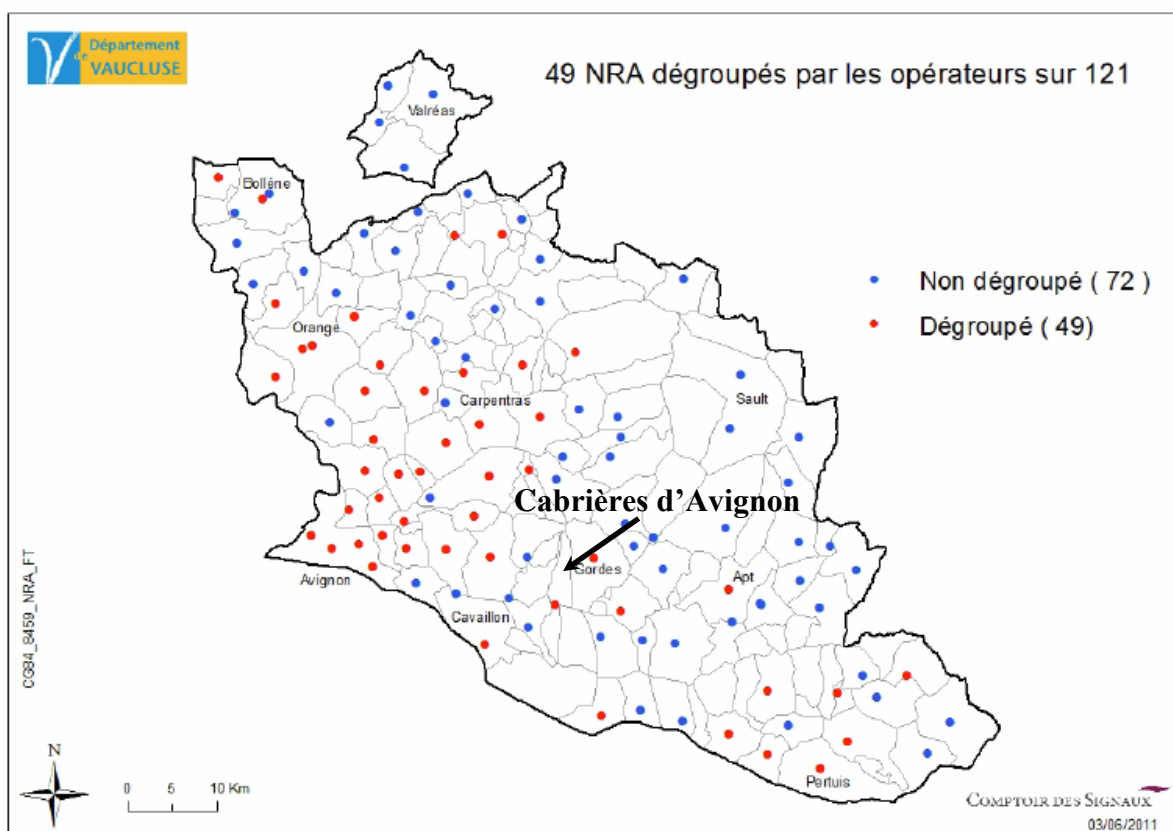 Département
de VAUCLUSE
49 NRA dégroupés par les opérateurs sur 121
Valréas
Bollène
Non dégroupé ( 72 )
Dégroupé ( 49)
Orange
Carpentras
Sault
Cabrières d’Avignon
Gordes
Apt
Avignon
Cavaillon
Pertuis
CG84_8459_NRA_FT
N
0 5 10 Km
COMPTOIR DES SIGNAUX
03/06/2011